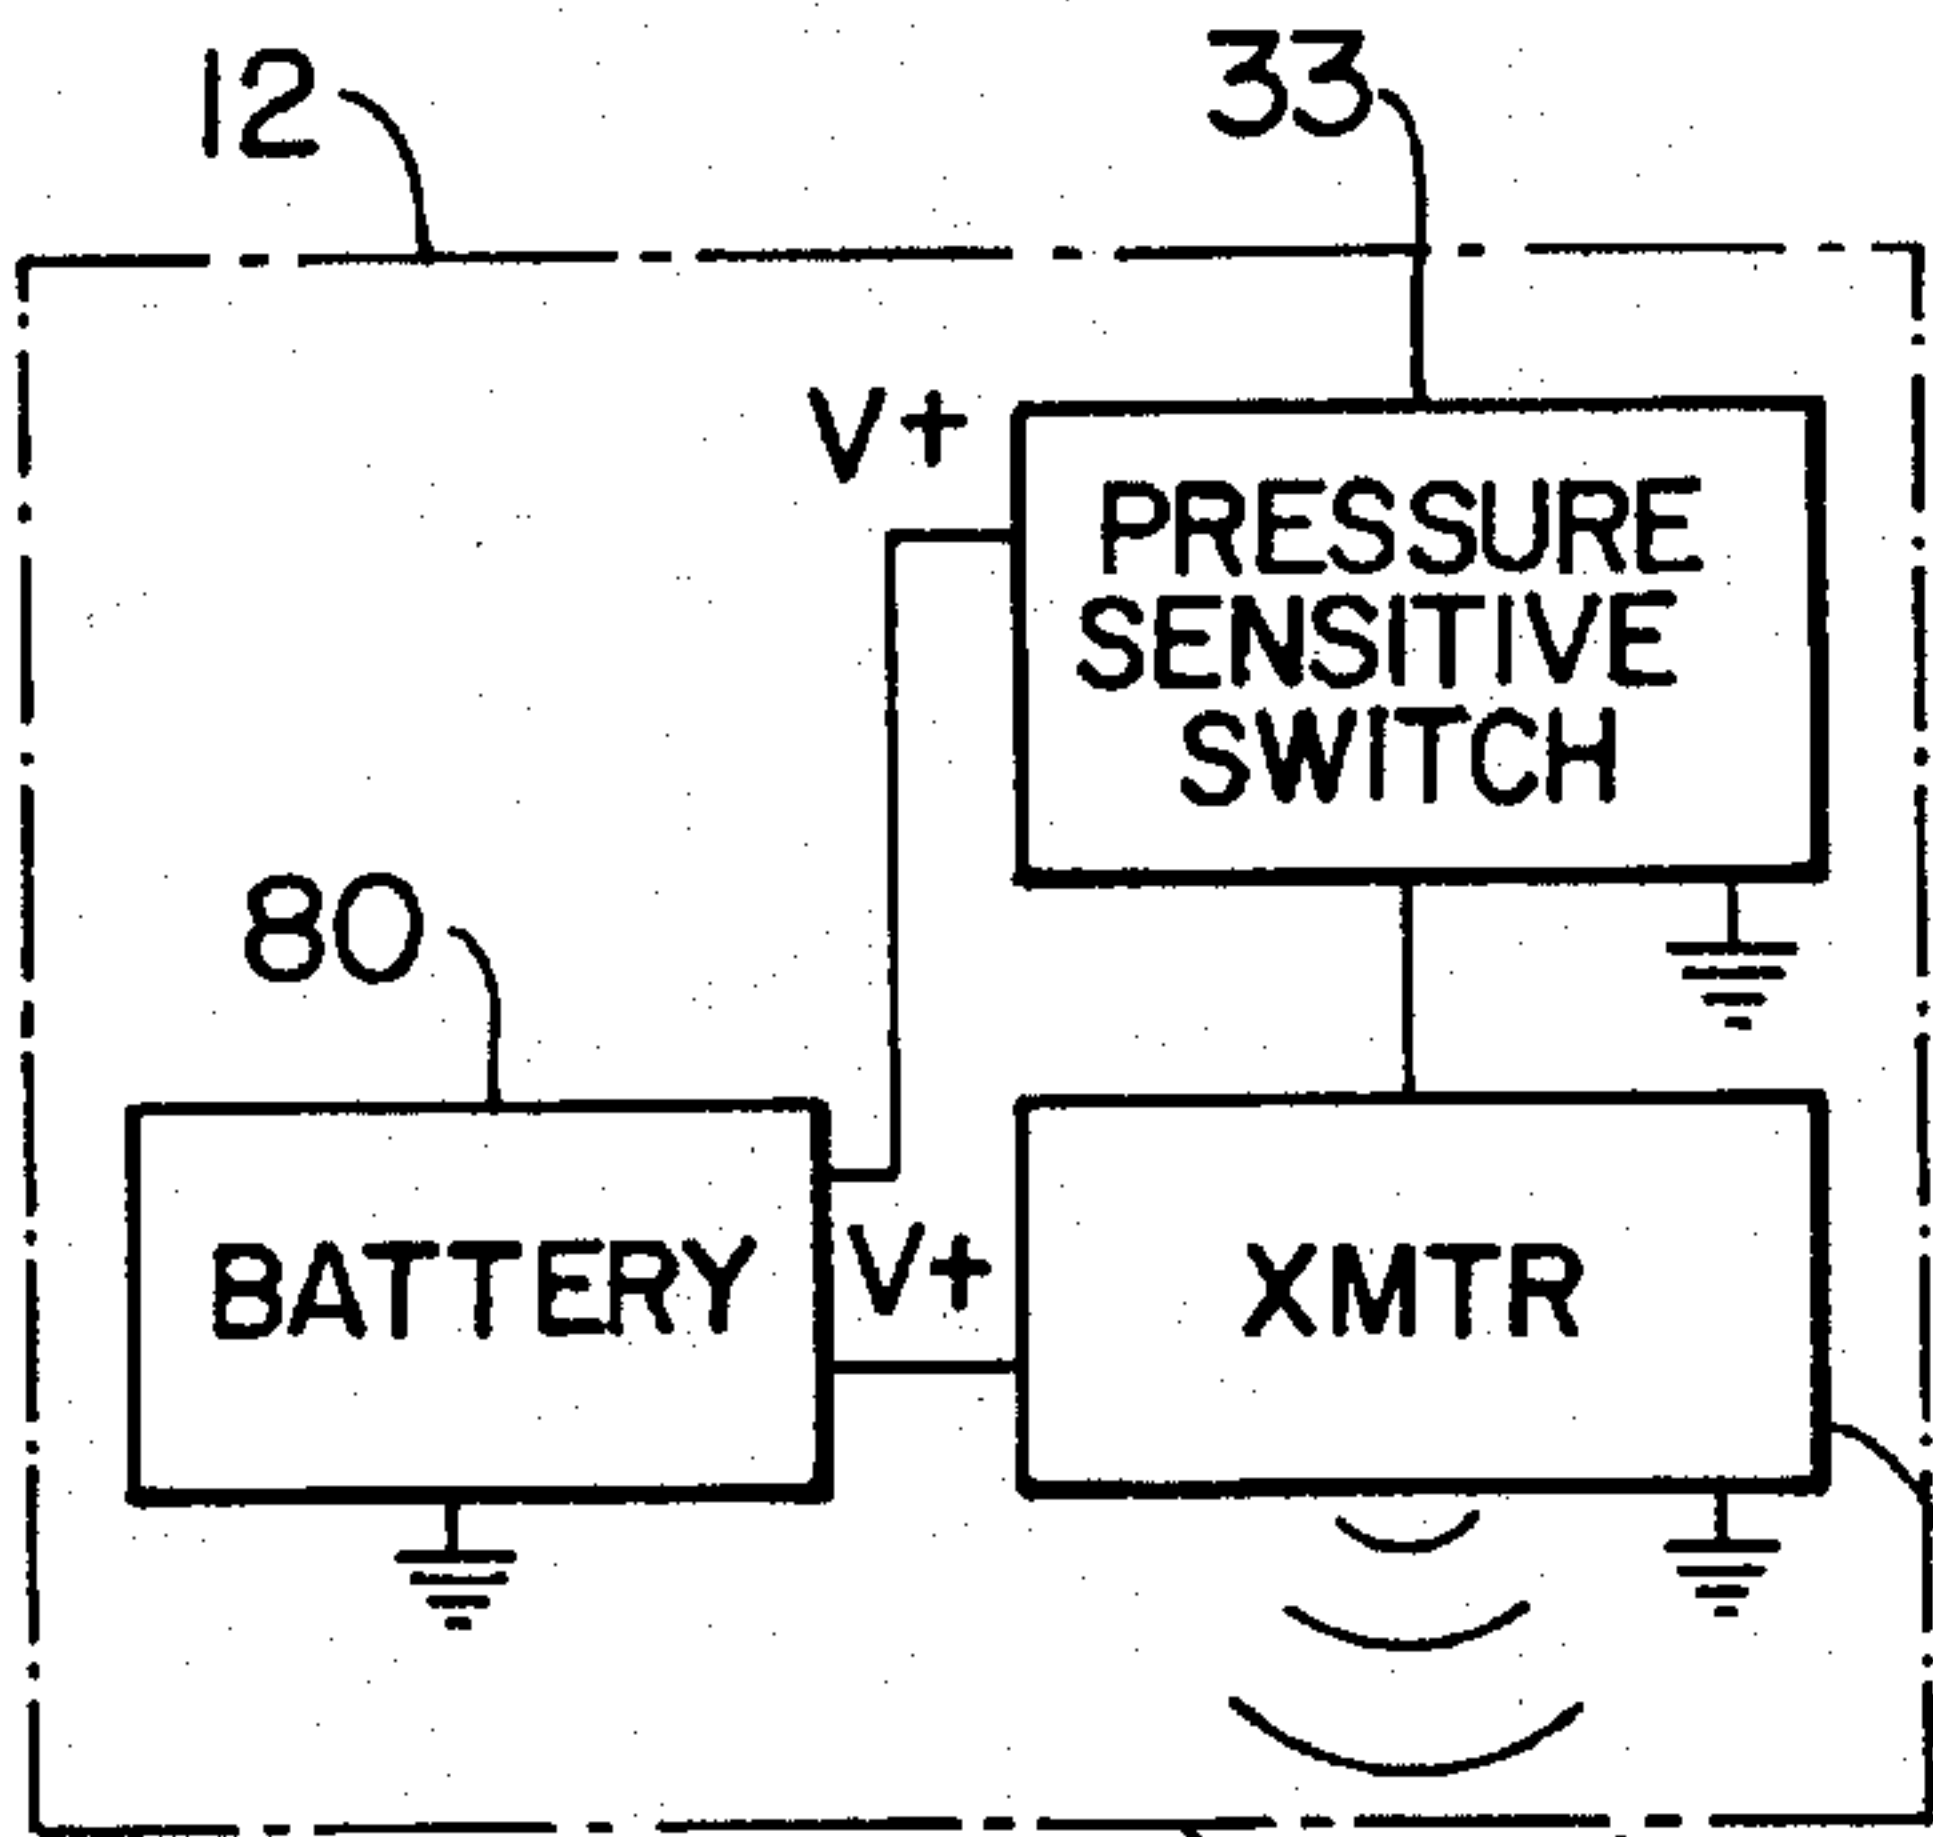 12
33
V+
PRESSURE
SENSITIVE
SWITCH
80
BATTERY
V+
XMTR